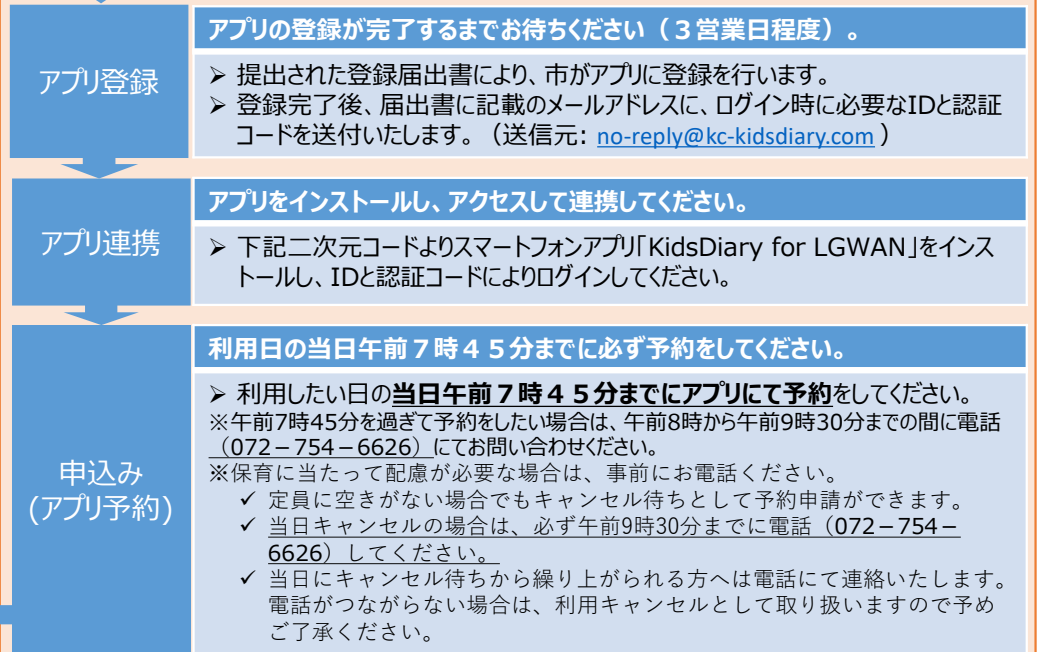 アプリ登録
アプリの登録が完了するまでお待ちください（３営業日程度）。
➢ 提出された登録届出書により、市がアプリに登録を行います。
➢ 登録完了後、届出書に記載のメールアドレスに、ログイン時に必要なIDと認証
コードを送付いたします。（送信元: no-reply@kc-kidsdiary.com ）
アプリ連携
アプリをインストールし、アクセスして連携してください。
➢ 下記二次元コードよりスマートフォンアプリ「KidsDiary for LGWAN」をインス
トールし、IDと認証コードによりログインしてください。
申込み
(アプリ予約)
利用日の当日午前７時４５分までに必ず予約をしてください。
➢ 利用したい日の当日午前７時４５分までにアプリにて予約をしてください。
※午前7時45分を過ぎて予約をしたい場合は、午前8時から午前9時30分までの間に電話
（072－754－6626）にてお問い合わせください。
※保育に当たって配慮が必要な場合は、事前にお電話ください。
✓ 定員に空きがない場合でもキャンセル待ちとして予約申請ができます。
✓ 当日キャンセルの場合は、必ず午前9時30分までに電話（072－754－
6626）してください。
✓ 当日にキャンセル待ちから繰り上がられる方へは電話にて連絡いたします。
電話がつながらない場合は、利用キャンセルとして取り扱いますので予め
ご了承ください。